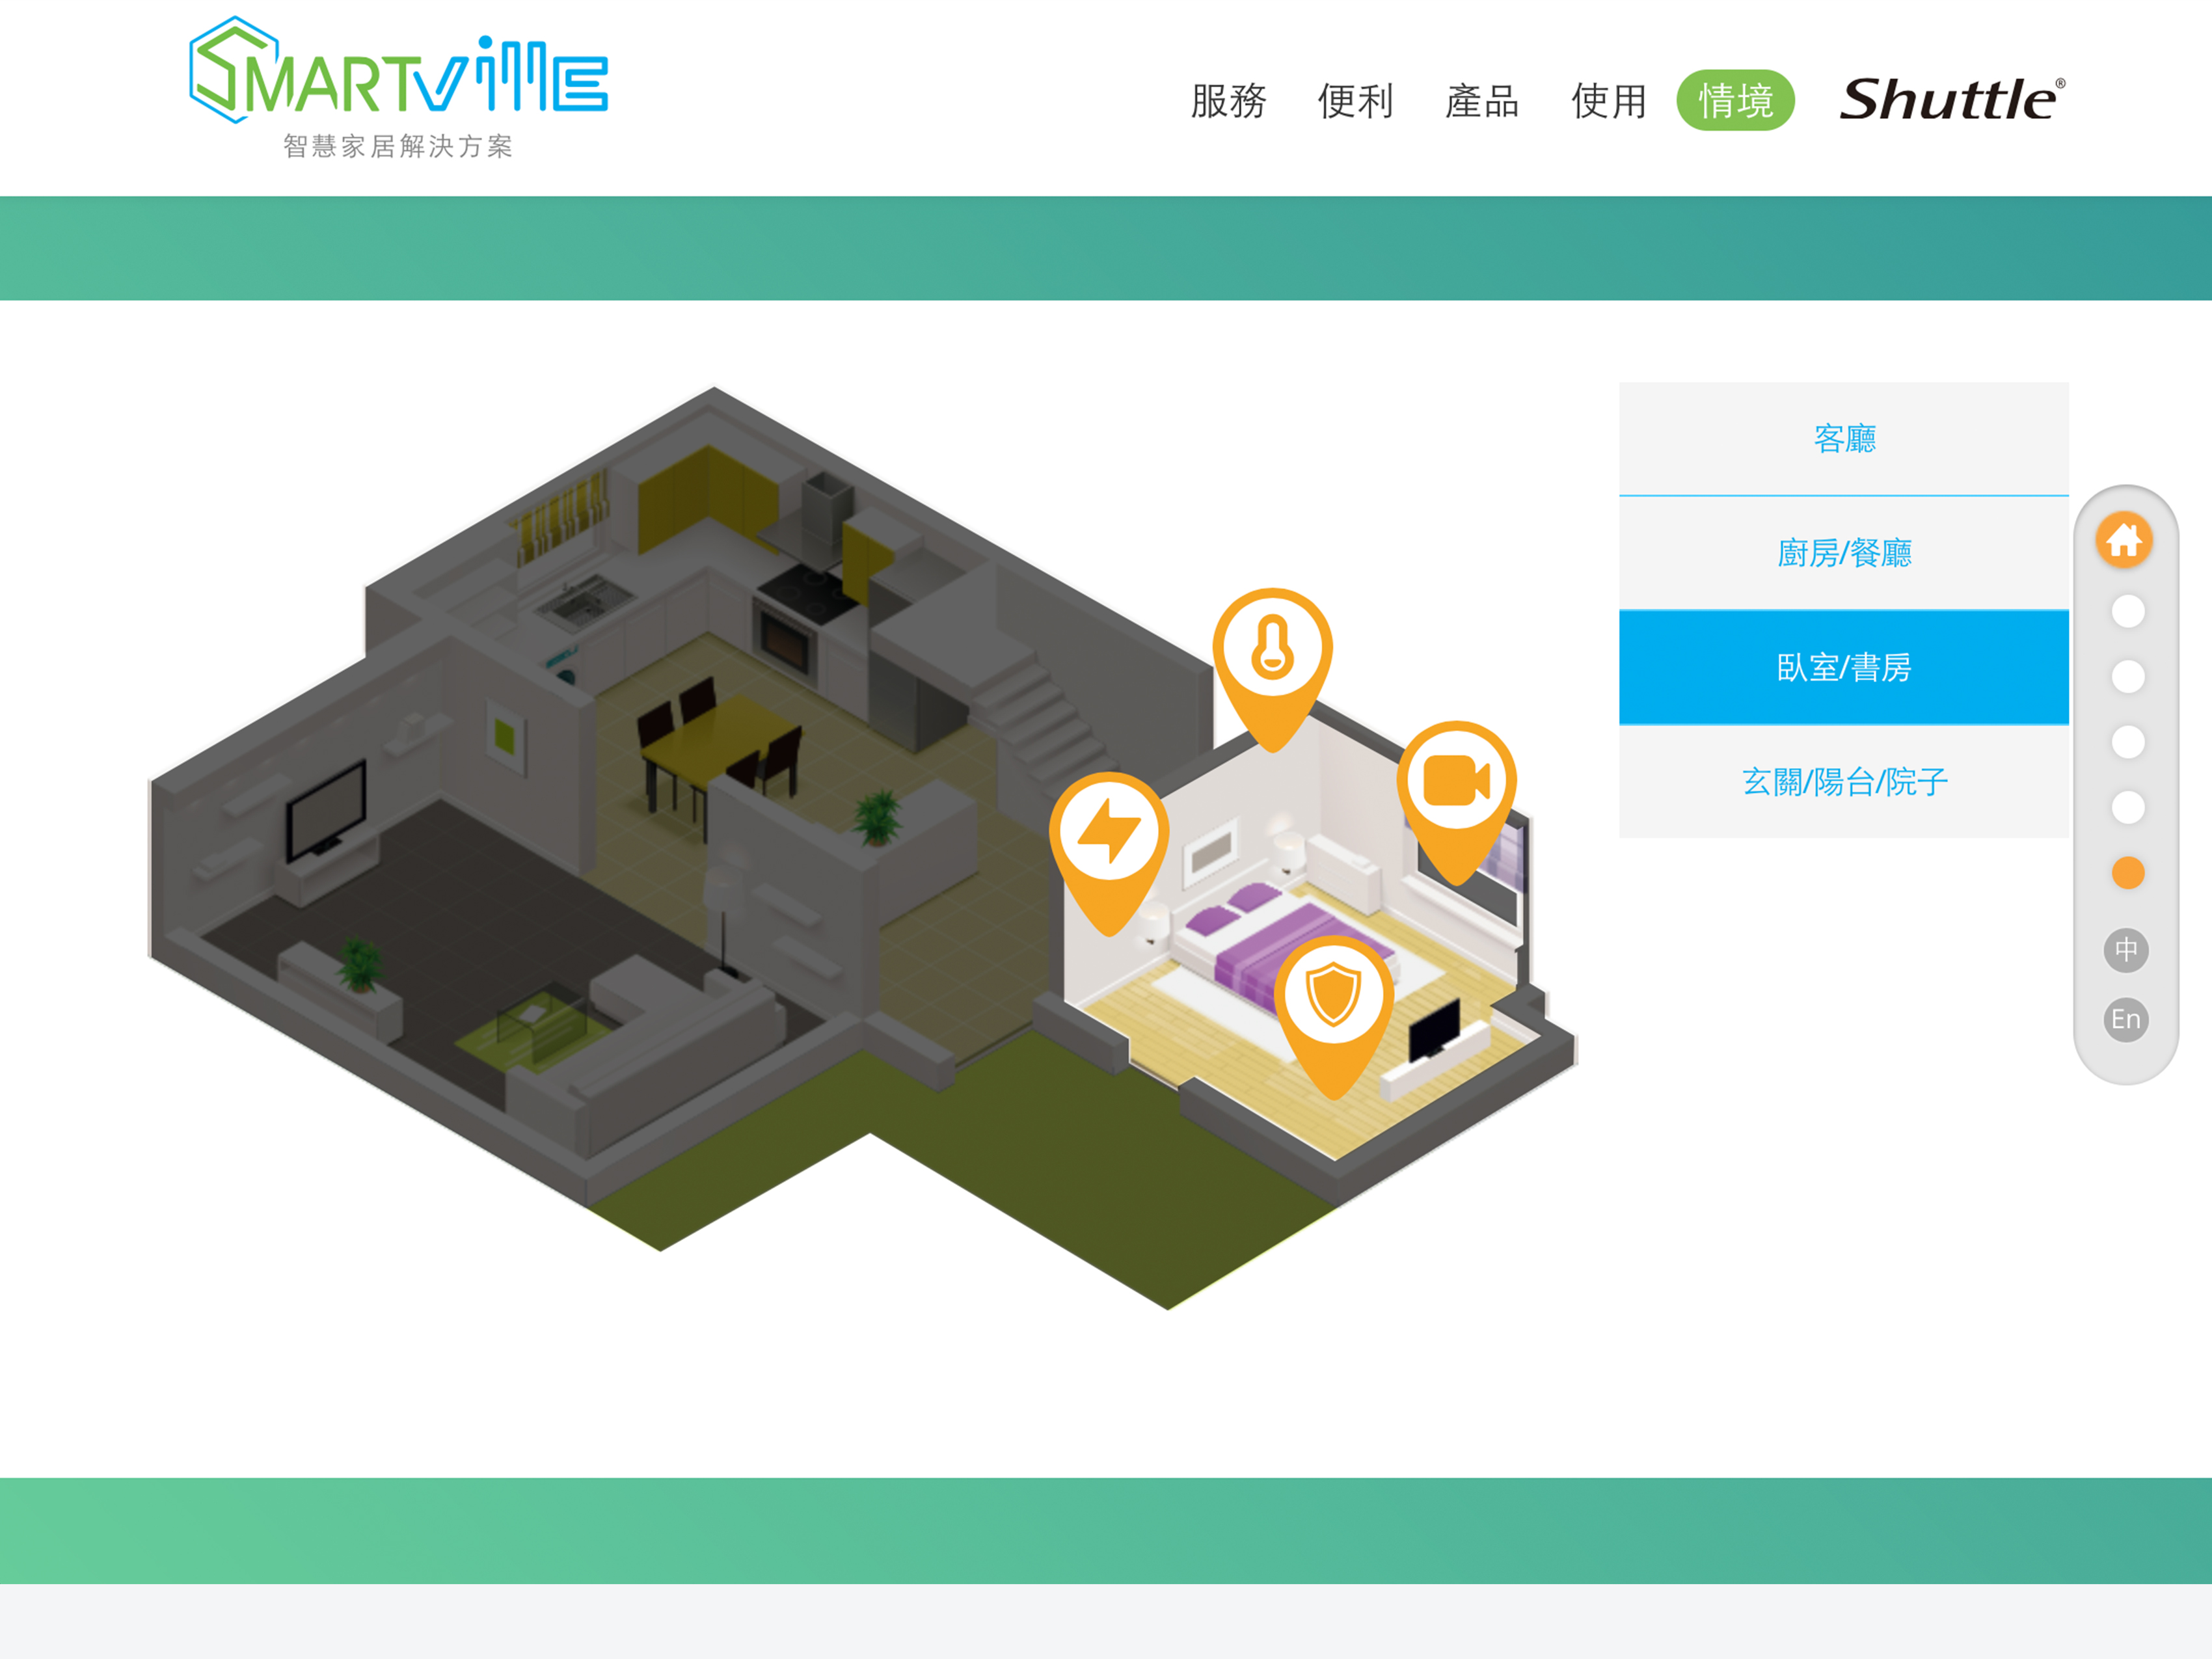 SMARTVILLE
智慧家居解決方案
服務 便利 產品 使用 情境 Shuttle®
客廳
廚房/餐廳
臥室/書房
玄關/陽台/院子
中
En